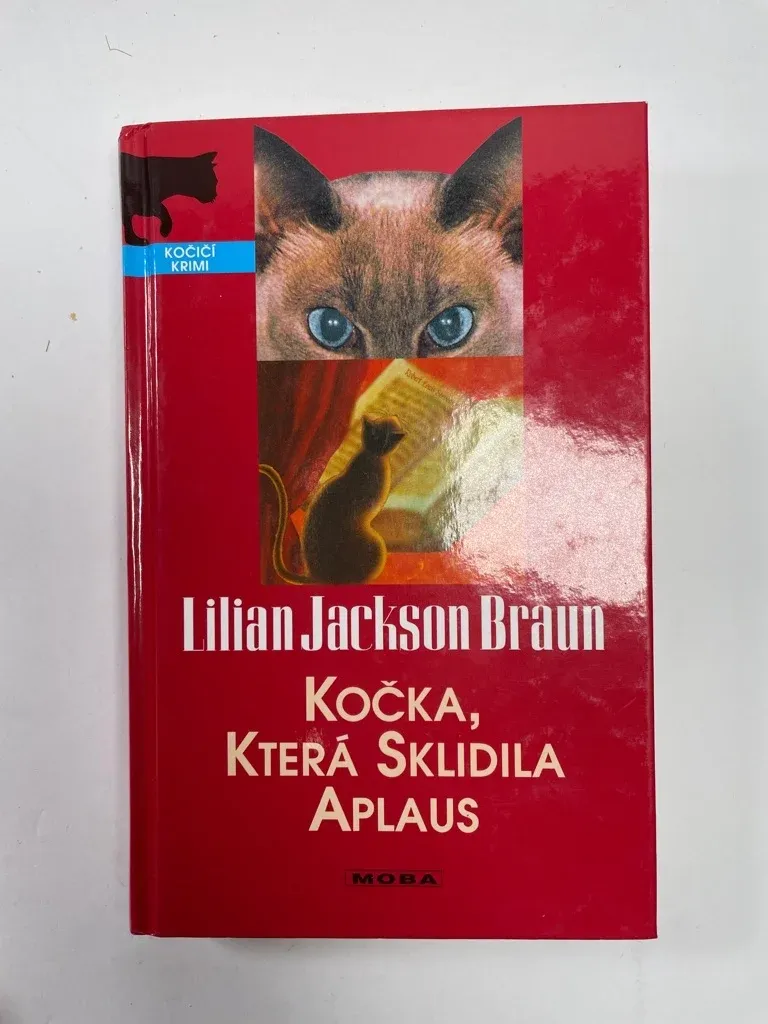 KOČIČÍ
KRIMI
Lilian Jackson Braun
KOČKA,
KTERÁ SKLIDILA
APLAUS
MOBA